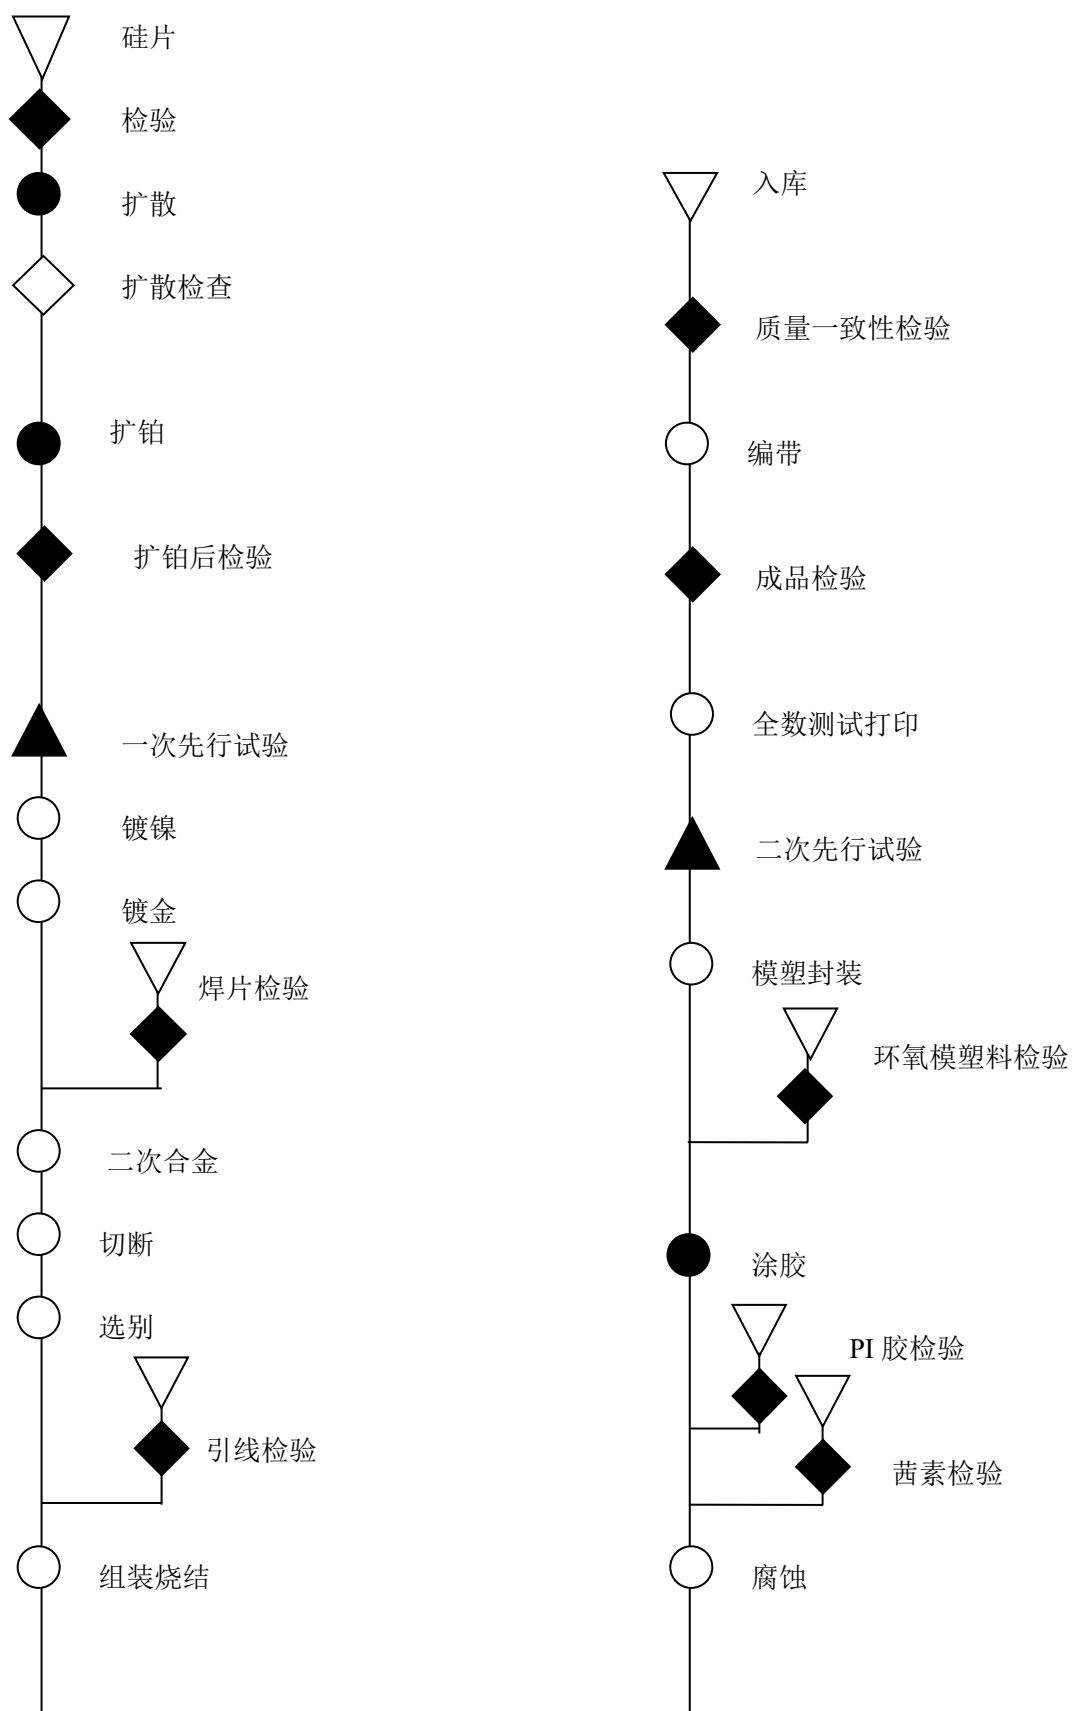 硅片
检验
扩散
扩散检查
扩铂
扩铂后检验
一次先行试验
镀镍
镀金
焊片检验
二次合金
切断
选别
引线检验
组装烧结
入库
质量一致性检验
编带
成品检验
全数测试打印
二次先行试验
模塑封装
环氧模塑料检验
涂胶
PI 胶检验
茜素检验
腐蚀